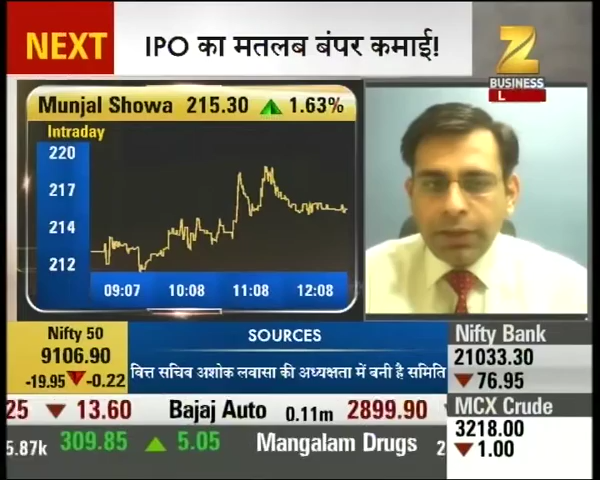 NEXT
IPO का मतलब बंपर कमाई!
Z
BUSINESS
L
Munjal Showa 215.30 ▲ 1.63%
Intraday
220
217
214
212
09:07 10:08 11:08 12:08
Nifty 50
9106.90
-19.95 ▼ -0.22
SOURCES
वित्त सचिव अशोक लवासा की अध्यक्षता में बनी है समिति
Nifty Bank
21033.30
▼ 76.95
MCX Crude
3218.00
▼ 1.00
25 ▼ 13.60 Bajaj Auto 0.11m 2899.90
5.87k 309.85 ▲ 5.05 Mangalam Drugs 2